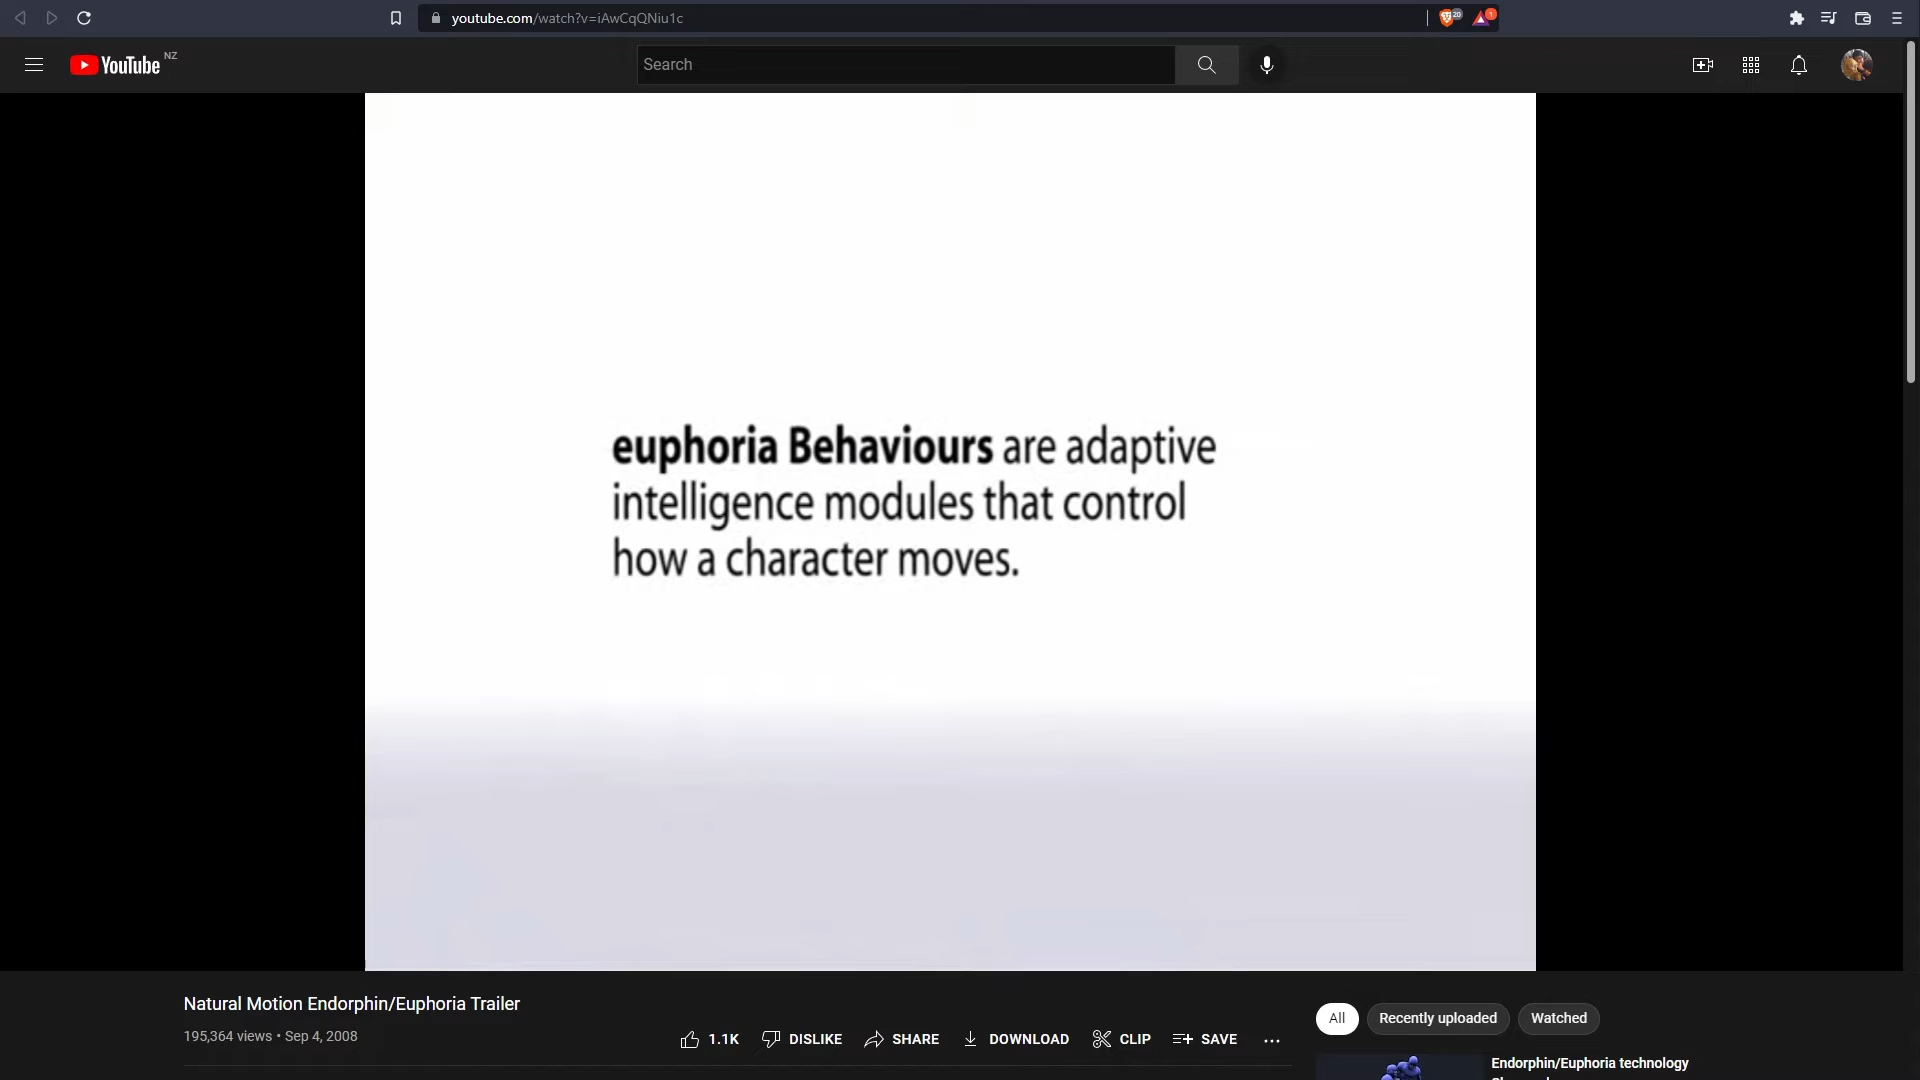 youtube.com/watch?v=iAwCqQNiu1c
20
1
YouTube NZ
Search
euphoria Behaviours are adaptive
intelligence modules that control
how a character moves.
Natural Motion Endorphin/Euphoria Trailer
195,364 views • Sep 4, 2008
1.1K DISLIKE SHARE DOWNLOAD CLIP SAVE
All Recently uploaded Watched
Endorphin/Euphoria technology